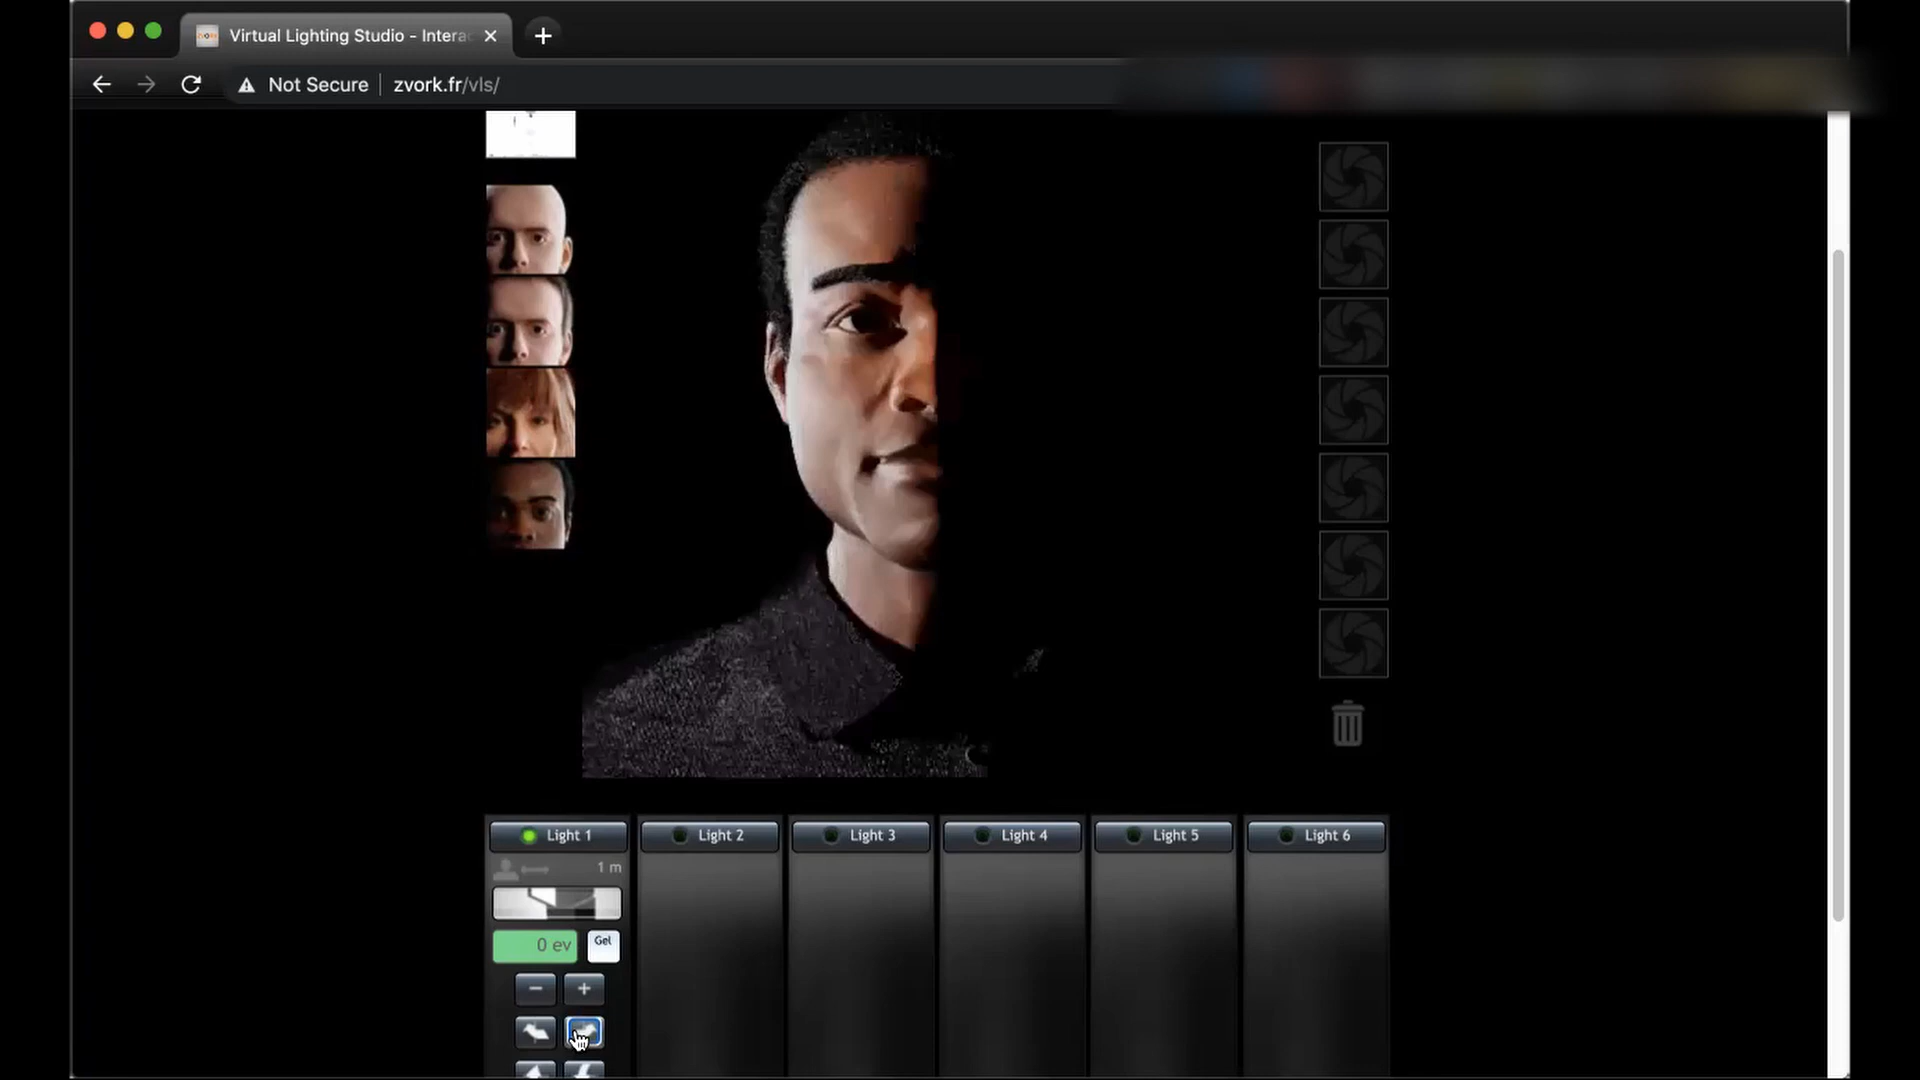 Virtual Lighting Studio - Intera
Not Secure
zvork.fr/vls/
Light 1
Light 2
Light 3
Light 4
Light 5
Light 6
1 m
0 ev
Gel